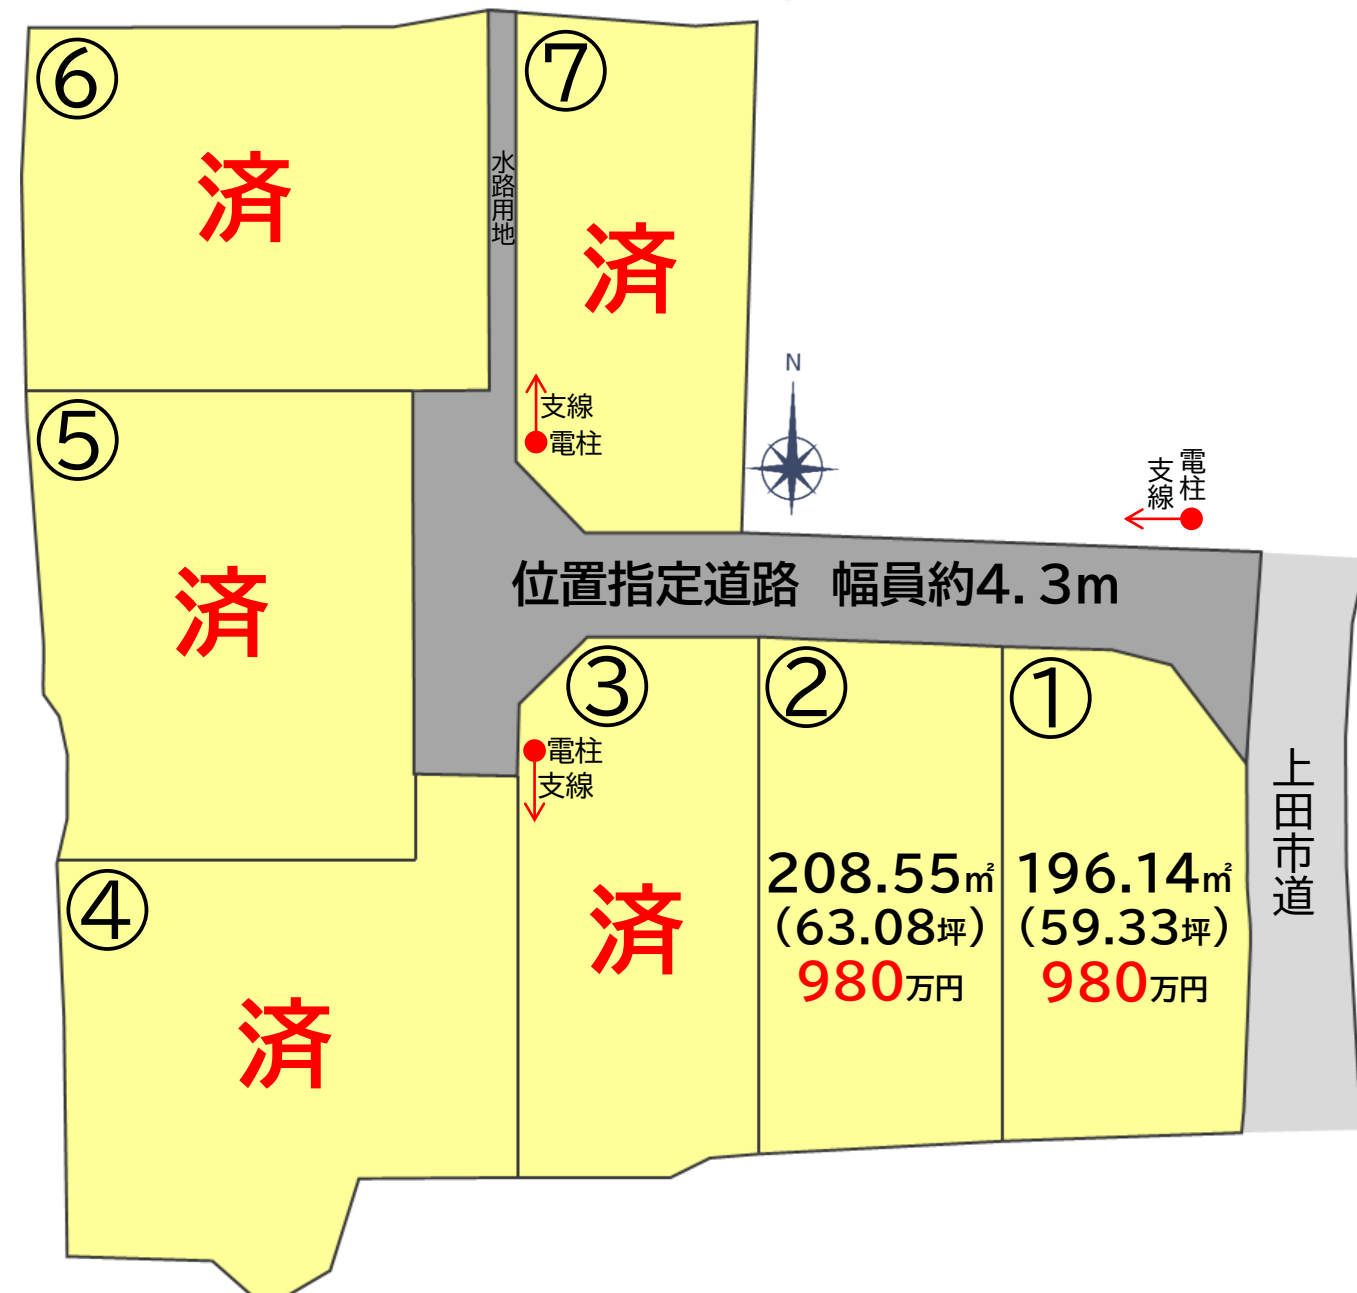 ⑥
済
水路用地
⑦
済
支線
電柱
N
電柱
支線
⑤
済
位置指定道路 幅員約4.3m
③
電柱
支線
済
②
208.55㎡
(63.08坪)
980万円
①
196.14㎡
(59.33坪)
980万円
上田市道
④
済